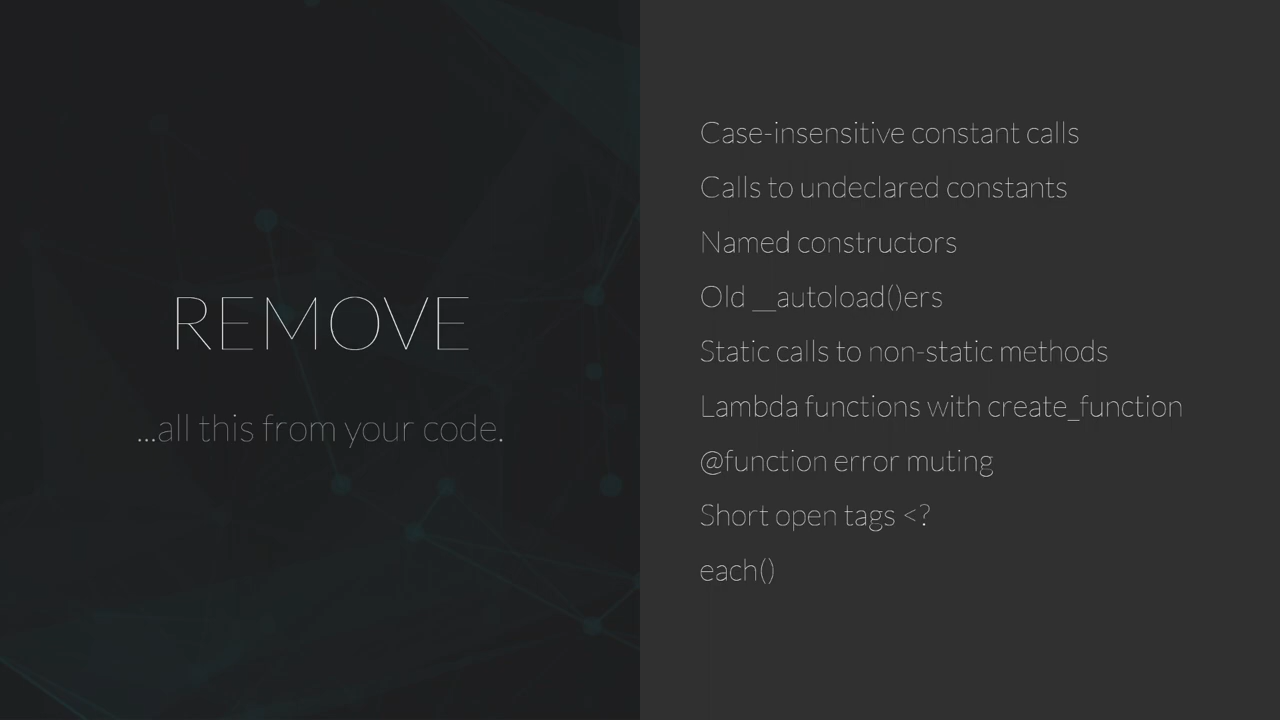 REMOVE
...all this from your code.
Case-insensitive constant calls
Calls to undeclared constants
Named constructors
Old __autoload()ers
Static calls to non-static methods
Lambda functions with create_function
@function error muting
Short open tags <?
each()